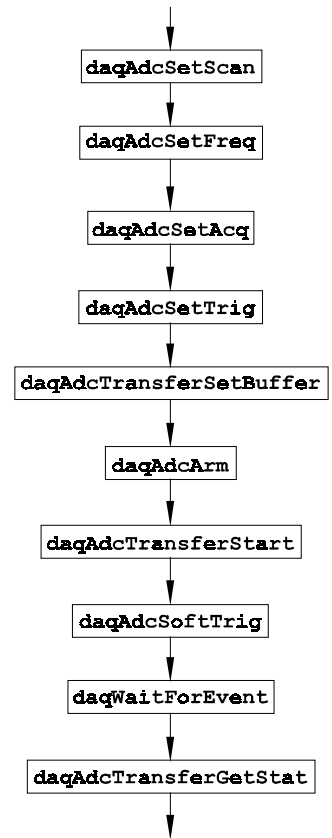 daqAdcSetScan
daqAdcSetFreq
daqAdcSetAcq
daqAdcSetTrig
daqAdcTransferSetBuffer
daqAdcArm
daqAdcTransferStart
daqAdcSoftTrig
daqWaitForEvent
daqAdcTransferGetStat